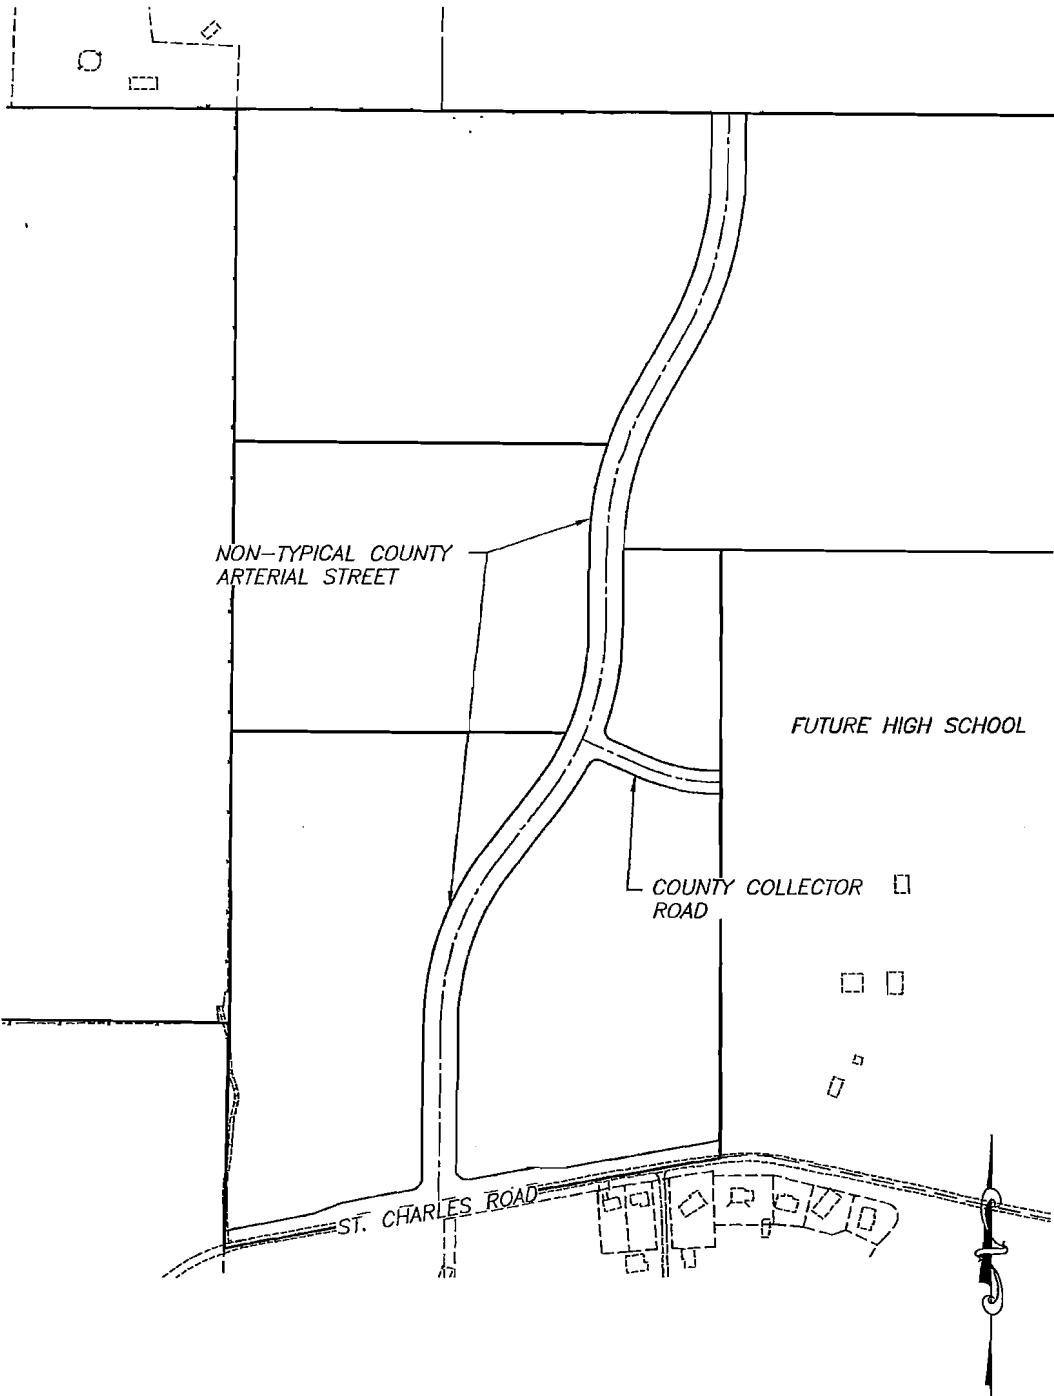 NON-TYPICAL COUNTY
ARTERIAL STREET
FUTURE HIGH SCHOOL
COUNTY COLLECTOR
ROAD
ST. CHARLES ROAD